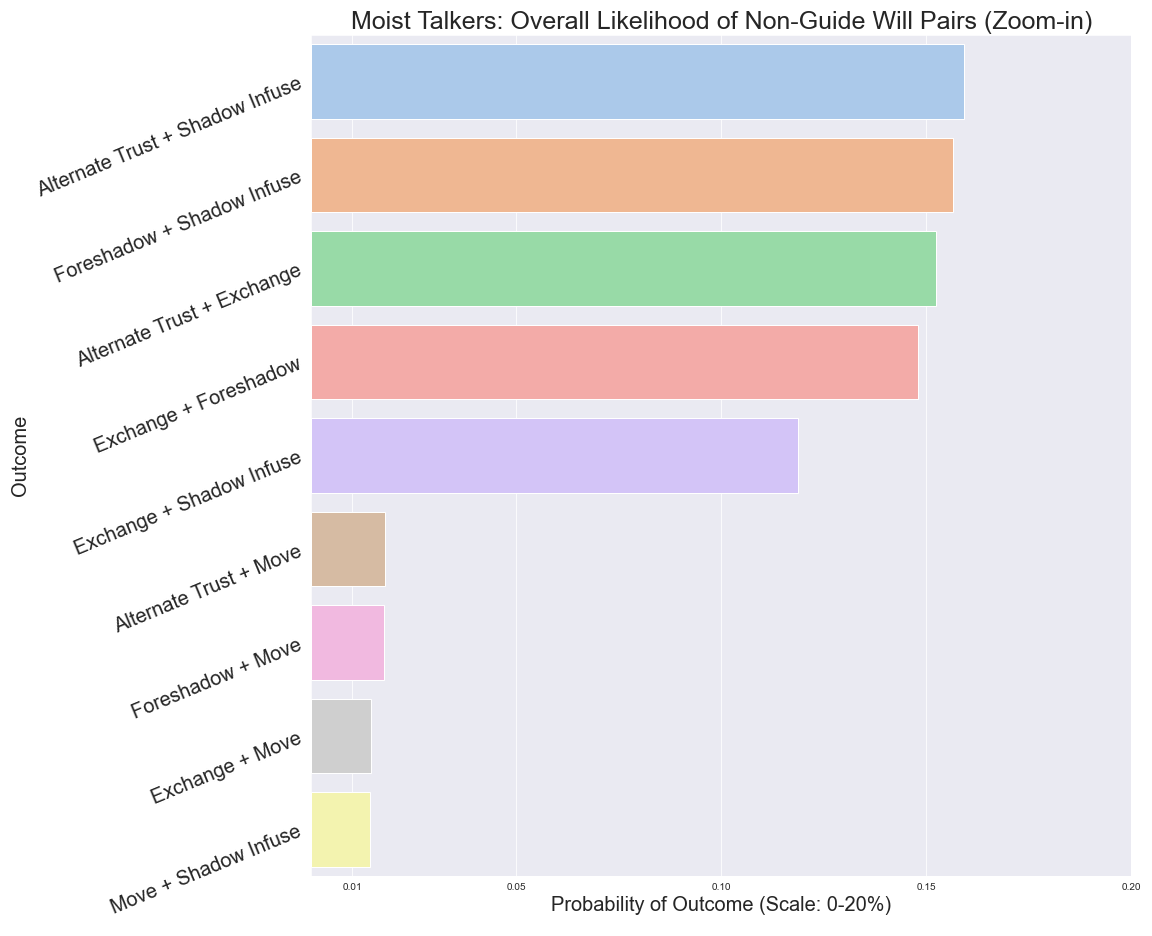 Moist Talkers: Overall Likelihood of Non-Guide Will Pairs (Zoom-in)
Outcome
Alternate Trust + Shadow Infuse
Foreshadow + Shadow Infuse
Alternate Trust + Exchange
Exchange + Foreshadow
Exchange + Shadow Infuse
Alternate Trust + Move
Foreshadow + Move
Exchange + Move
Move + Shadow Infuse
0.01 0.05 0.10 0.15 0.20
Probability of Outcome (Scale: 0-20%)